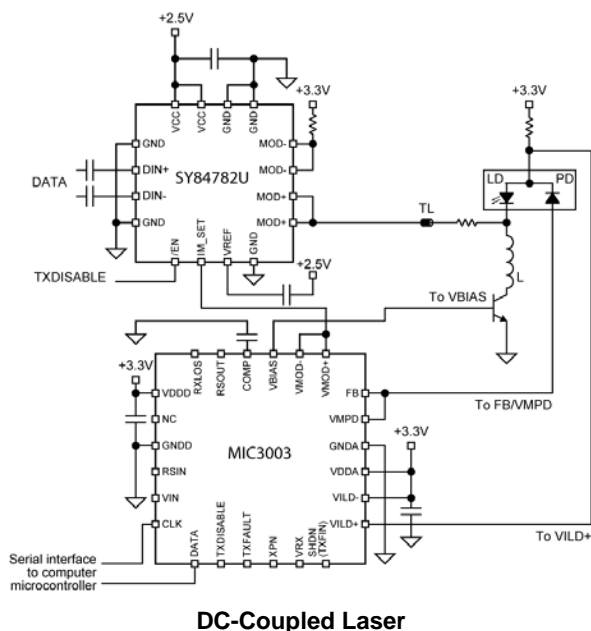 +2.5V
+3.3V
+3.3V
VCC
VCC
GND
GND
GND
DIN+
DIN-
GND
DATA
SY84782U
MOD-
MOD-
MOD+
MOD+
/EN
IM_SET
VREF
GND
TXDISABLE
+2.5V
TL
LD
PD
L
To VBIAS
+3.3V
RXLOS
RSOUT
COMP
VBIAS
VMOD-
VMOD+
VDDD
NC
GNDD
RSIN
VIN
CLK
MIC3003
FB
VMPD
GNDA
VDDA
VILD-
VILD+
To FB/VMPD
+3.3V
To VILD+
DATA
TXDISABLE
TXFAULT
XPN
VRX
SHDN
(TXFIN)
Serial interface
to computer
microcontroller
DC-Coupled Laser